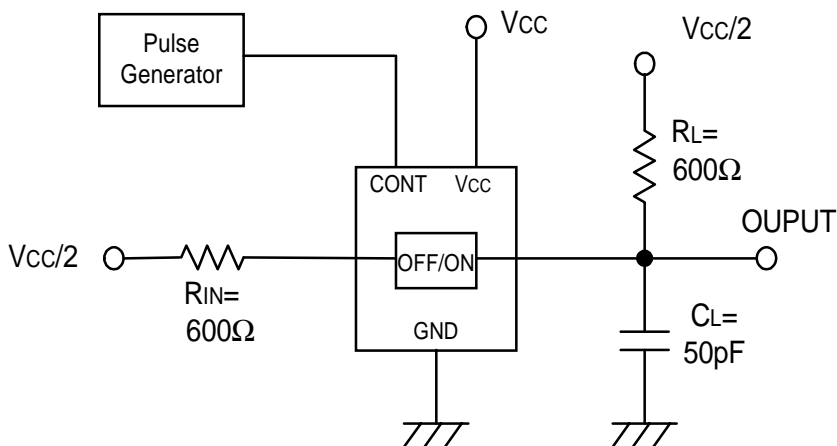 Pulse
Generator
VCC
VCC/2
RL=
600Ω
CONT
VCC
OUPUT
VCC/2
OFF/ON
RIN=
600Ω
GND
CL=
50pF